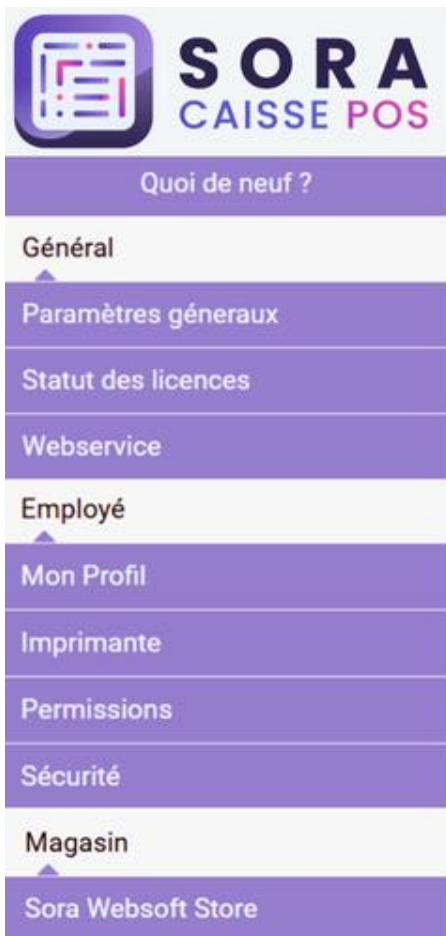 SORA
CAISSE POS
Quoi de neuf ?
Général
Paramètres géneraux
Statut des licences
Webservice
Employé
Mon Profil
Imprimante
Permissions
Sécurité
Magasin
Sora Websoft Store